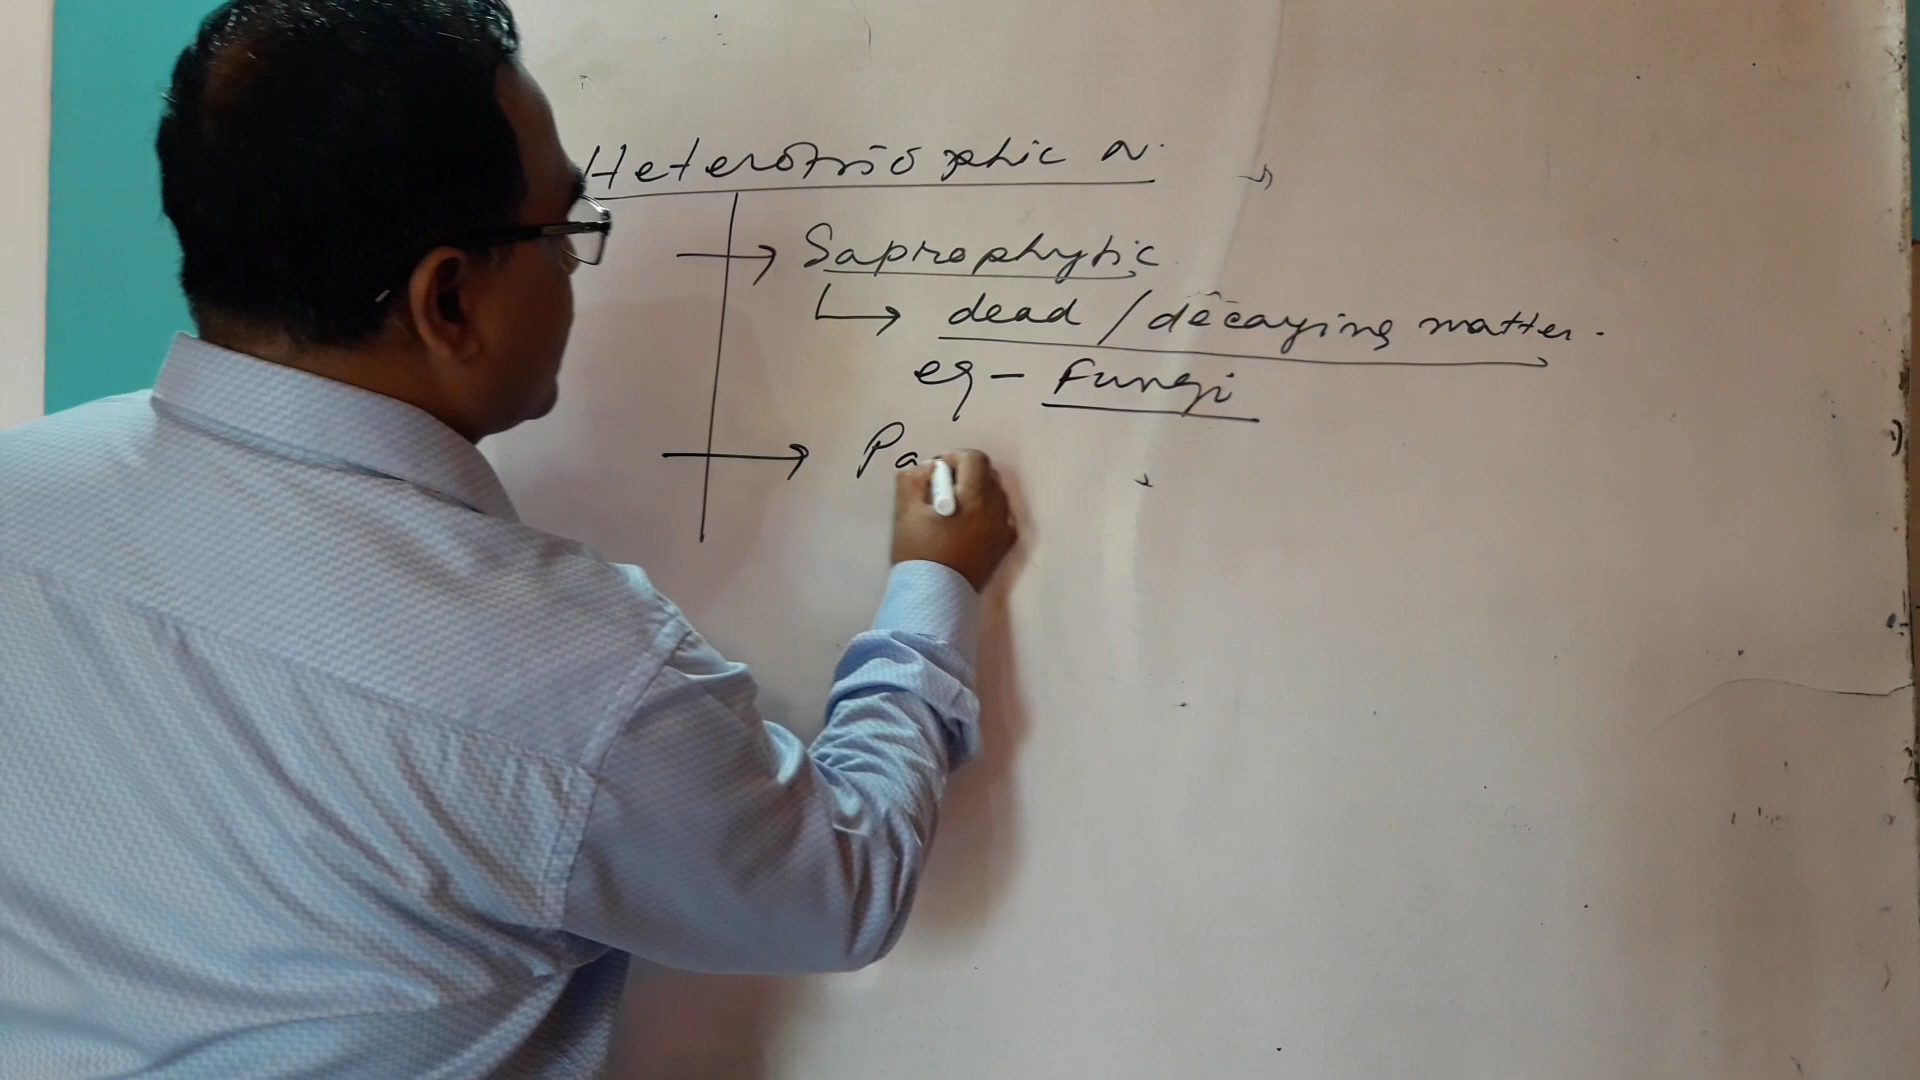 Heterotrophic N.
→ Saprophytic
↳ dead / decaying matter.
eg – Fungi
→ Pa